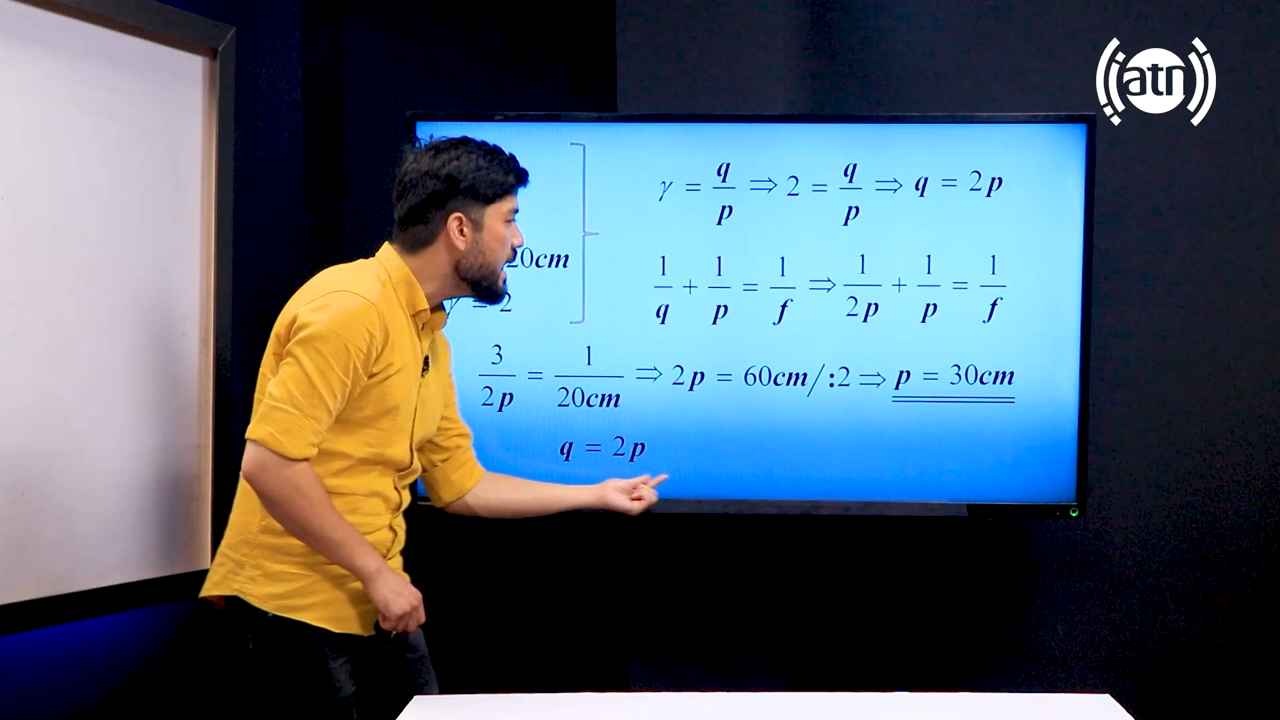 atn
γ = q/p ⇒ 2 = q/p ⇒ q = 2p
20cm
1/q + 1/p = 1/f ⇒ 1/2p + 1/p = 1/f
γ = 2
3/2p = 1/20cm ⇒ 2p = 60cm/:2 ⇒ p = 30cm
q = 2p